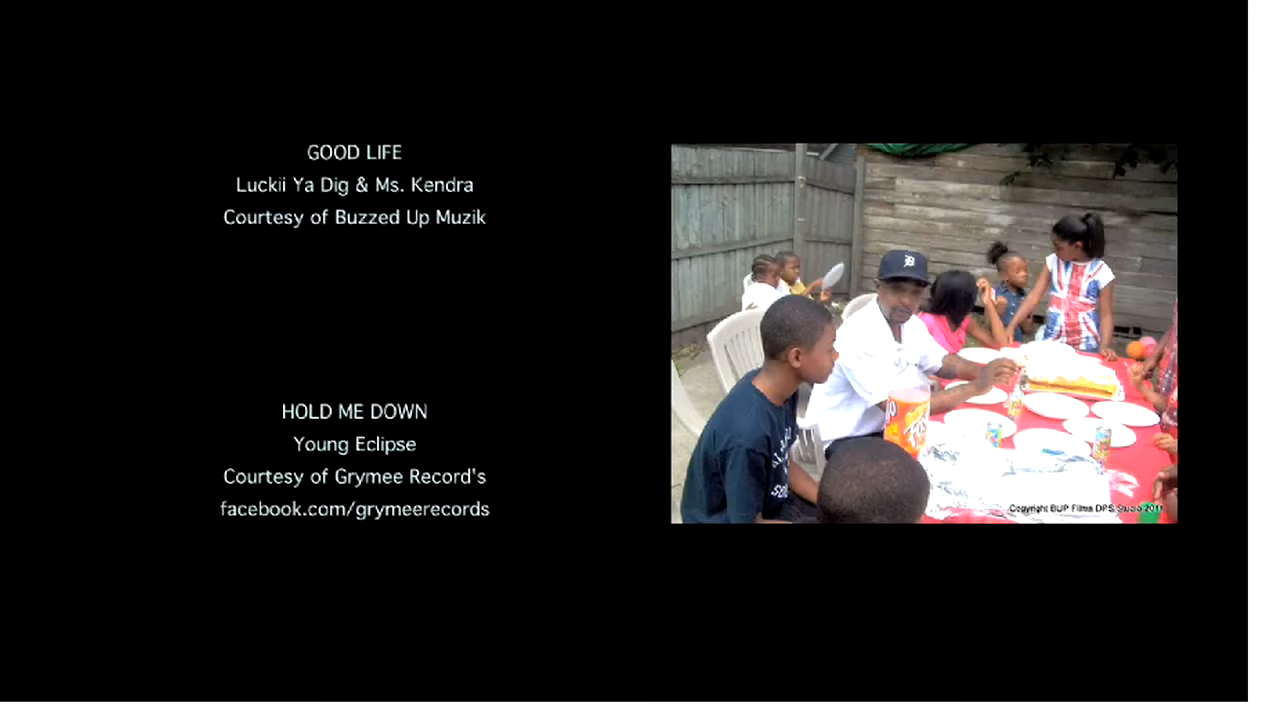 GOOD LIFE
Luckii Ya Dig & Ms. Kendra
Courtesy of Buzzed Up Muzik
HOLD ME DOWN
Young Eclipse
Courtesy of Grymee Record's
facebook.com/grymeerecords
Copyright BUP Films DPS Studio 2011